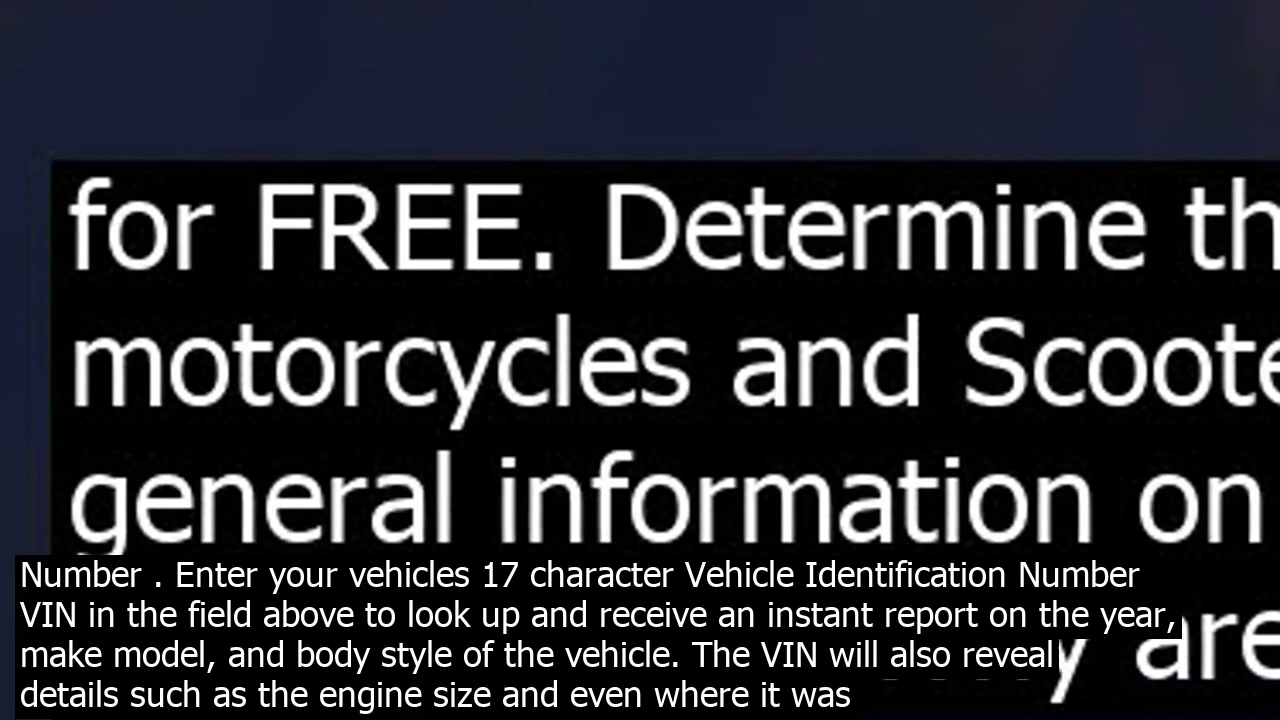 for FREE. Determine th
motorcycles and Scoote
general information on
y are
Number . Enter your vehicles 17 character Vehicle Identification Number
VIN in the field above to look up and receive an instant report on the year,
make model, and body style of the vehicle. The VIN will also reveal
details such as the engine size and even where it was